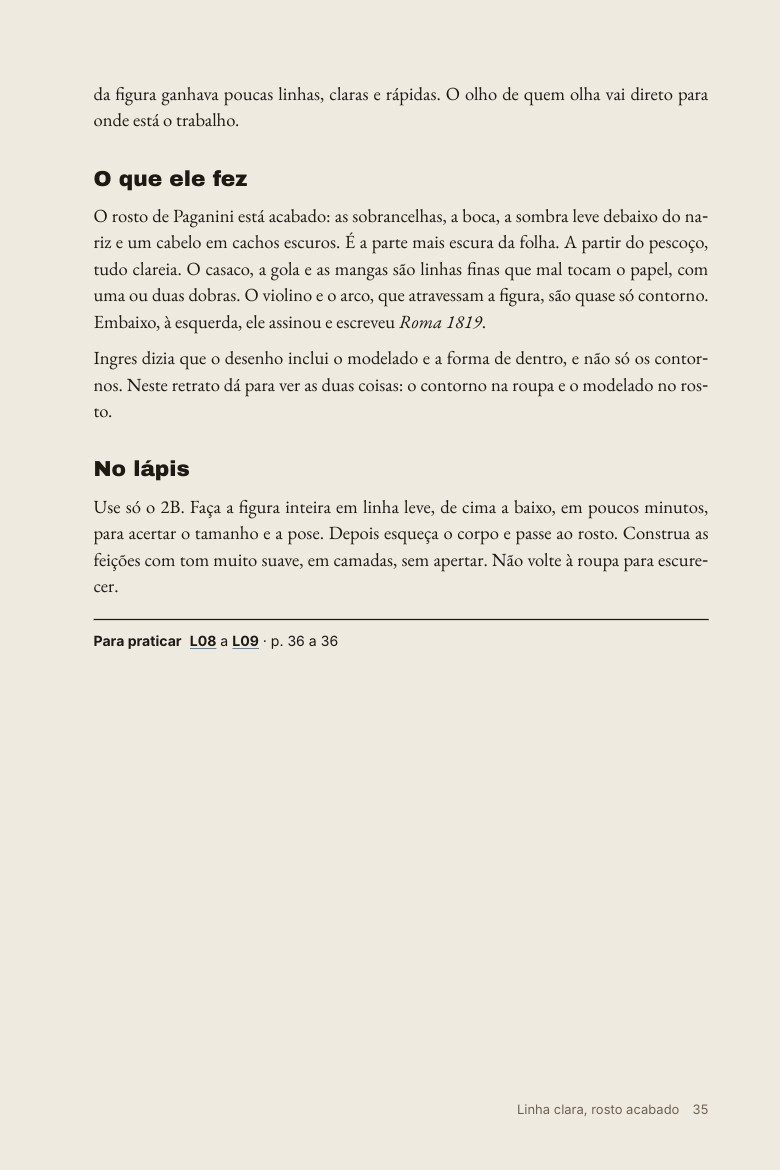 da figura ganhava poucas linhas, claras e rápidas. O olho de quem olha vai direto para
onde está o trabalho.
O que ele fez
O rosto de Paganini está acabado: as sobrancelhas, a boca, a sombra leve debaixo do na-
riz e um cabelo em cachos escuros. É a parte mais escura da folha. A partir do pescoço,
tudo clareia. O casaco, a gola e as mangas são linhas finas que mal tocam o papel, com
uma ou duas dobras. O violino e o arco, que atravessam a figura, são quase só contorno.
Embaixo, à esquerda, ele assinou e escreveu Roma 1819.
Ingres dizia que o desenho inclui o modelado e a forma de dentro, e não só os contor-
nos. Neste retrato dá para ver as duas coisas: o contorno na roupa e o modelado no ros-
to.
No lápis
Use só o 2B. Faça a figura inteira em linha leve, de cima a baixo, em poucos minutos,
para acertar o tamanho e a pose. Depois esqueça o corpo e passe ao rosto. Construa as
feições com tom muito suave, em camadas, sem apertar. Não volte à roupa para escure-
cer.
Para praticar L08 a L09 · p. 36 a 36
Linha clara, rosto acabado 35